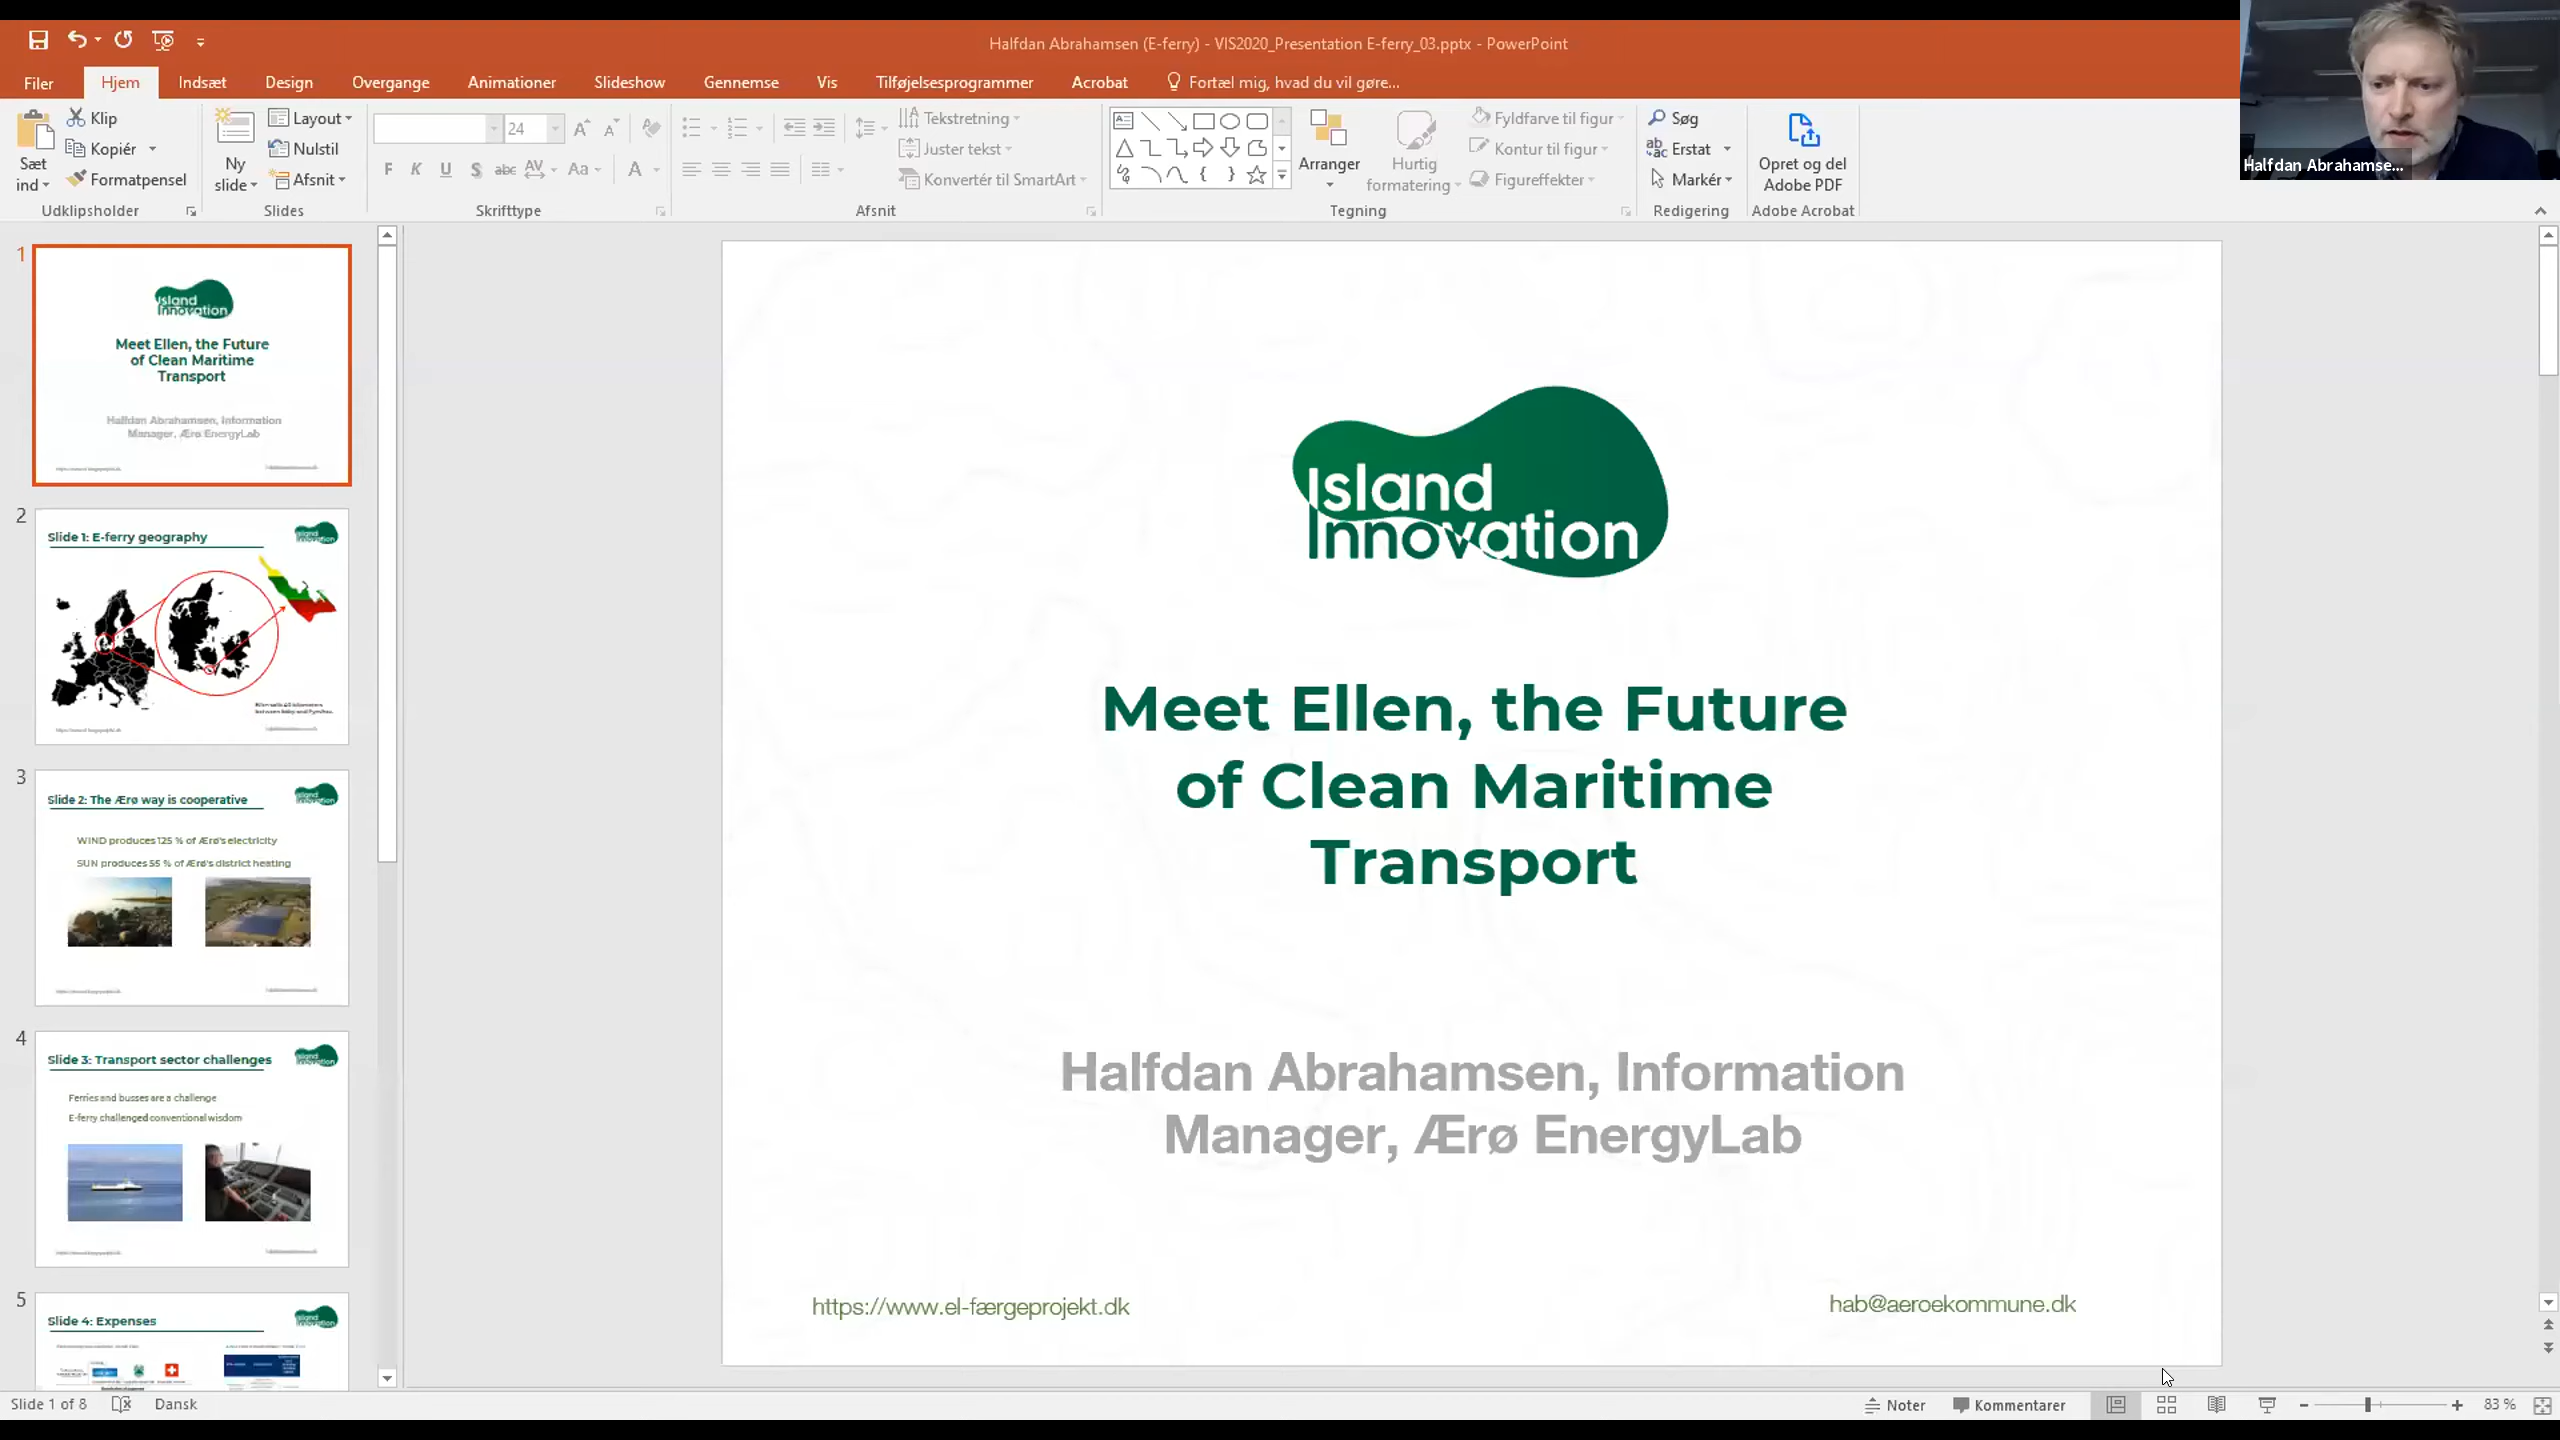 Halfdan Abrahamsen (E-ferry) - VIS2020_Presentation E-ferry_03.pptx - PowerPoint
Filer Hjem Indsæt Design Overgange Animationer Slideshow Gennemse Vis Tilføjelsesprogrammer Acrobat Fortæl mig, hvad du vil gøre...
Halfdan Abrahamse...
Sæt ind
Klip
Kopiér
Formatpensel
Udklipsholder
Ny slide
Layout
Nulstil
Afsnit
Slides
24
F K U S abc AV Aa A
Skrifttype
Tekstretning
Juster tekst
Konvertér til SmartArt
Afsnit
Arranger
Hurtig formatering
Fyldfarve til figur
Kontur til figur
Figureffekter
Tegning
Søg
Erstat
Markér
Redigering
Opret og del
Adobe PDF
Adobe Acrobat
1
Island
Innovation
Meet Ellen, the Future
of Clean Maritime
Transport
Halfdan Abrahamsen, Information
Manager, Ærø EnergyLab
2
Slide 1: E-ferry geography
3
Slide 2: The Ærø way is cooperative
WIND produces 125 % of Ærø's electricity
SUN produces 55 % of Ærø's district heating
4
Slide 3: Transport sector challenges
Ferries and busses are a challenge
E-ferry challenged conventional wisdom
5
Slide 4: Expenses
Island
Innovation
Meet Ellen, the Future
of Clean Maritime
Transport
Halfdan Abrahamsen, Information
Manager, Ærø EnergyLab
https://www.el-færgeprojekt.dk
hab@aeroekommune.dk
Slide 1 of 8 Dansk Noter Kommentarer 83 %